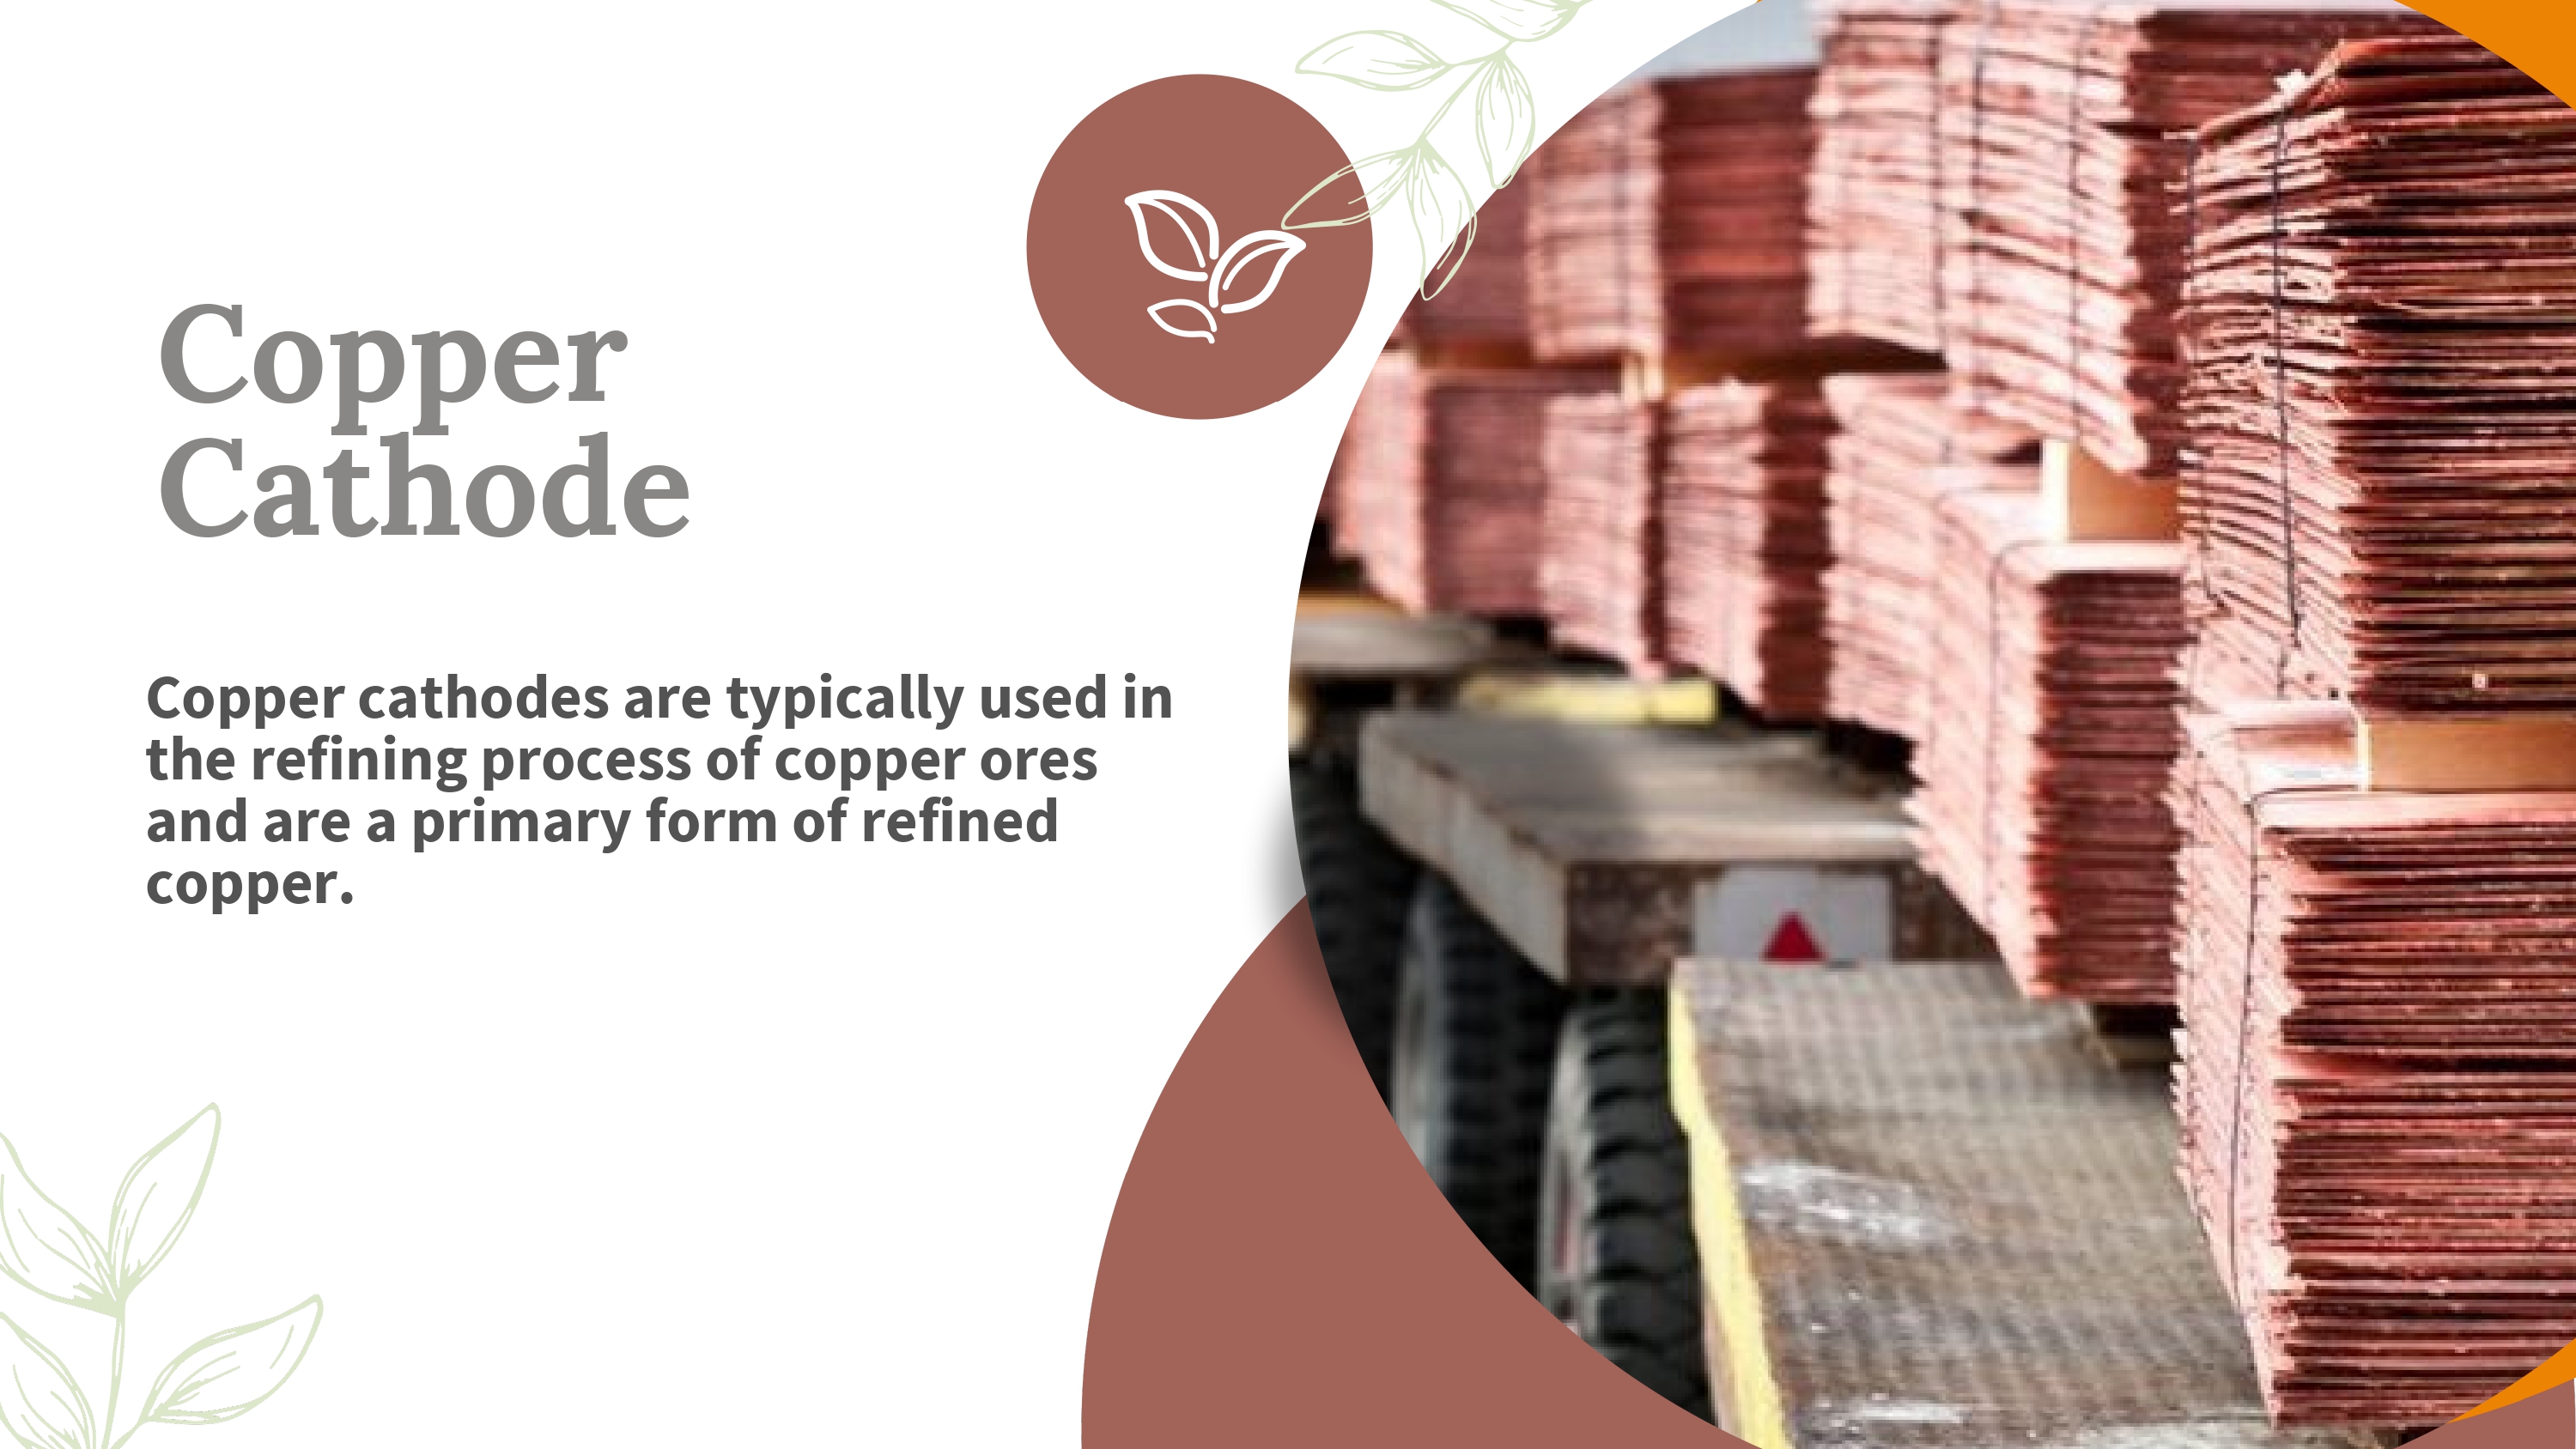 Copper
Cathode
Copper cathodes are typically used in
the refining process of copper ores
and are a primary form of refined
copper.